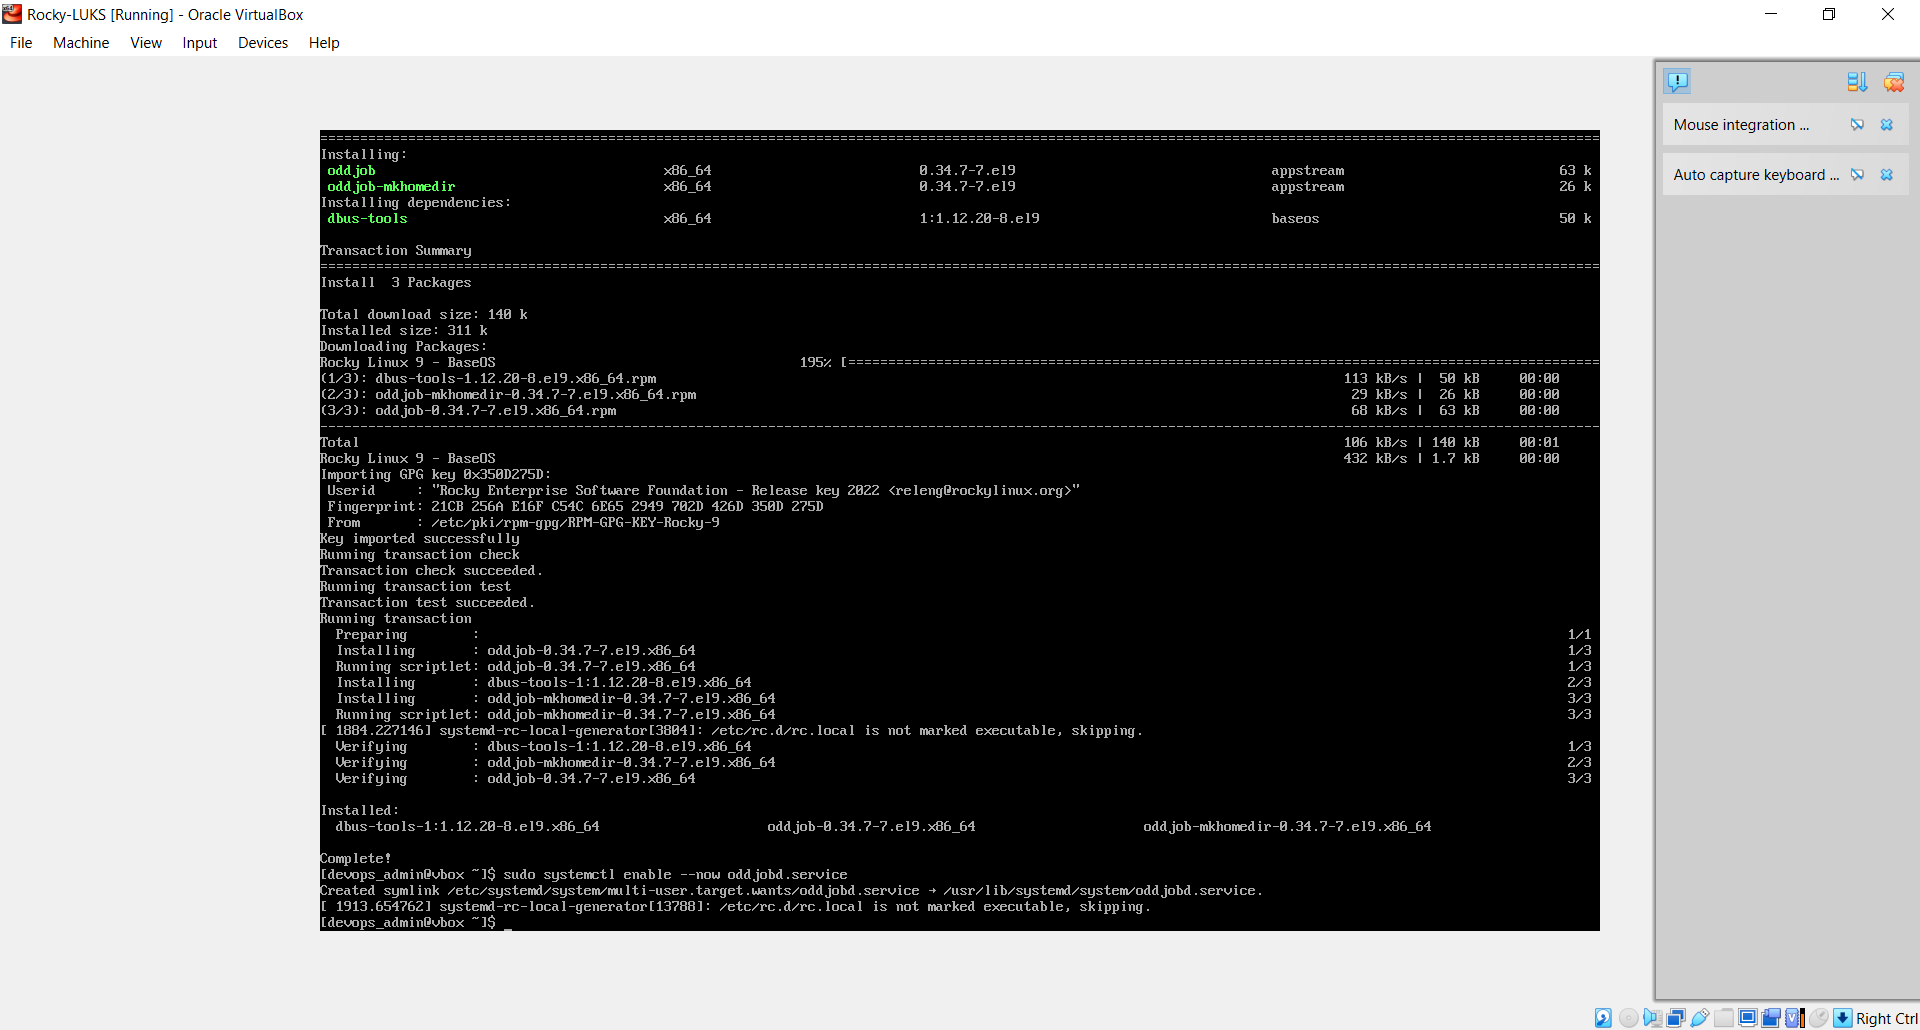 Rocky-LUKS [Running] - Oracle VirtualBox
File Machine View Input Devices Help
Mouse integration ...
Auto capture keyboard ...
================================================================================
Installing:
oddjob x86_64 0.34.7-7.el9 appstream 63 k
oddjob-mkhomedir x86_64 0.34.7-7.el9 appstream 26 k
Installing dependencies:
dbus-tools x86_64 1:1.12.20-8.el9 baseos 50 k
Transaction Summary
================================================================================
Install  3 Packages
Total download size: 140 k
Installed size: 311 k
Downloading Packages:
Rocky Linux 9 - BaseOS 195% [================================================
(1/3): dbus-tools-1.12.20-8.el9.x86_64.rpm 113 kB/s | 50 kB 00:00
(2/3): oddjob-mkhomedir-0.34.7-7.el9.x86_64.rpm 29 kB/s | 26 kB 00:00
(3/3): oddjob-0.34.7-7.el9.x86_64.rpm 68 kB/s | 63 kB 00:00
--------------------------------------------------------------------------------
Total 106 kB/s | 140 kB 00:01
Rocky Linux 9 - BaseOS 432 kB/s | 1.7 kB 00:00
Importing GPG key 0x350D275D:
Userid : "Rocky Enterprise Software Foundation - Release key 2022 <releng@rockylinux.org>"
Fingerprint: 21CB 256A E16F C54C 6E65 2949 702D 426D 350D 275D
From : /etc/pki/rpm-gpg/RPM-GPG-KEY-Rocky-9
Key imported successfully
Running transaction check
Transaction check succeeded.
Running transaction test
Transaction test succeeded.
Running transaction
Preparing : 1/1
Installing : oddjob-0.34.7-7.el9.x86_64 1/3
Running scriptlet: oddjob-0.34.7-7.el9.x86_64 1/3
Installing : dbus-tools-1:1.12.20-8.el9.x86_64 2/3
Installing : oddjob-mkhomedir-0.34.7-7.el9.x86_64 3/3
Running scriptlet: oddjob-mkhomedir-0.34.7-7.el9.x86_64 3/3
[ 1884.227146] systemd-rc-local-generator[3804]: /etc/rc.d/rc.local is not marked executable, skipping.
Verifying : dbus-tools-1:1.12.20-8.el9.x86_64 1/3
Verifying : oddjob-mkhomedir-0.34.7-7.el9.x86_64 2/3
Verifying : oddjob-0.34.7-7.el9.x86_64 3/3
Installed:
dbus-tools-1:1.12.20-8.el9.x86_64 oddjob-0.34.7-7.el9.x86_64 oddjob-mkhomedir-0.34.7-7.el9.x86_64
Complete!
[devops_admin@vbox ~]$ sudo systemctl enable --now oddjobd.service
Created symlink /etc/systemd/system/multi-user.target.wants/oddjobd.service → /usr/lib/systemd/system/oddjobd.service.
[ 1913.654762] systemd-rc-local-generator[13788]: /etc/rc.d/rc.local is not marked executable, skipping.
[devops_admin@vbox ~]$ _
Right Ctrl